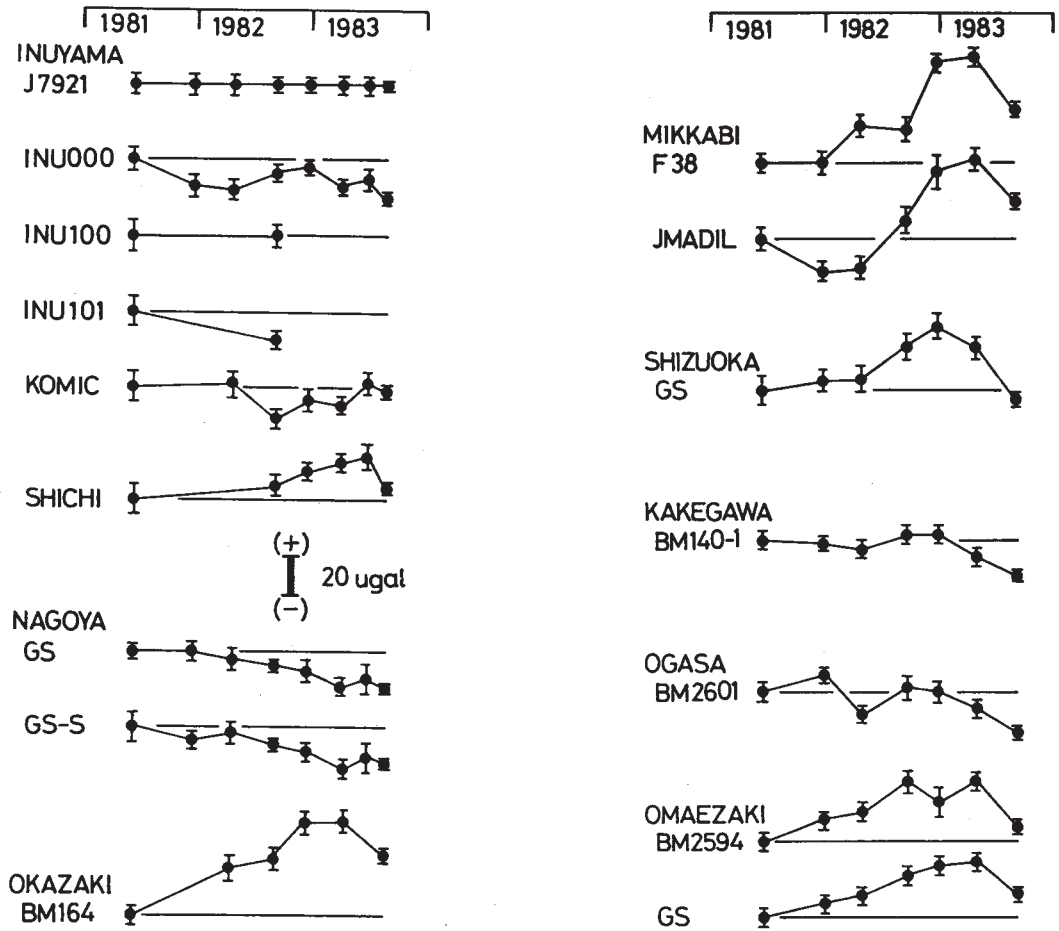 1981 1982 1983
INUYAMA
J7921
INU000
INU100
INU101
KOMIC
SHICHI
(+)
20 ugal
(-)
NAGOYA
GS
GS-S
OKAZAKI
BM164
1981 1982 1983
MIKKABI
F38
JMADIL
SHIZUOKA
GS
KAKEGAWA
BM140-1
OGASA
BM2601
OMAEZAKI
BM2594
GS